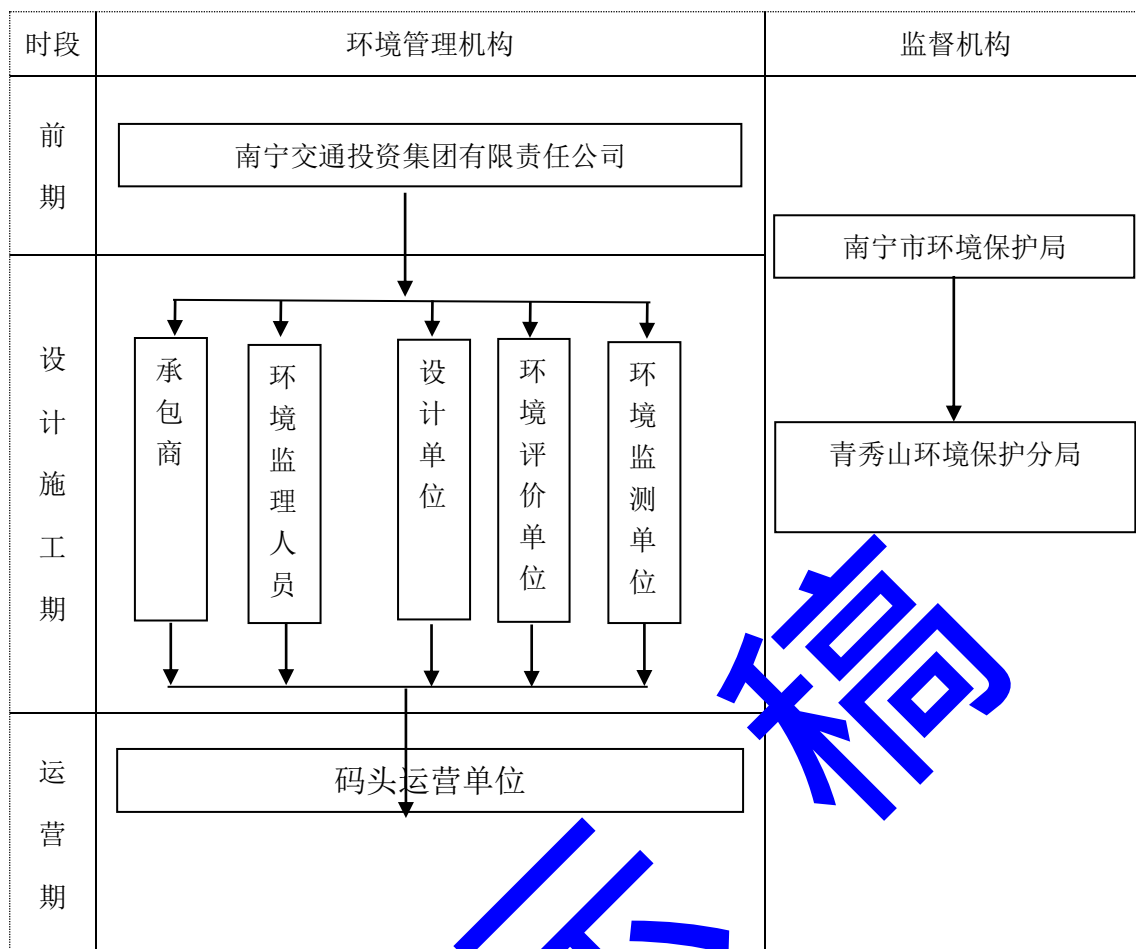 时段
环境管理机构
监督机构
前期
南宁交通投资集团有限责任公司
南宁市环境保护局
设计施工期
承包商
环境监理人员
设计单位
环境评价单位
环境监测单位
青秀山环境保护分局
运营期
码头运营单位
稿